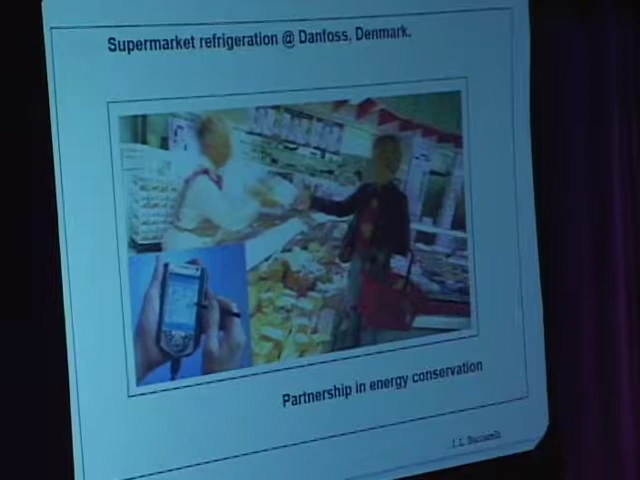 Supermarket refrigeration @ Danfoss, Denmark.
Partnership in energy conservation